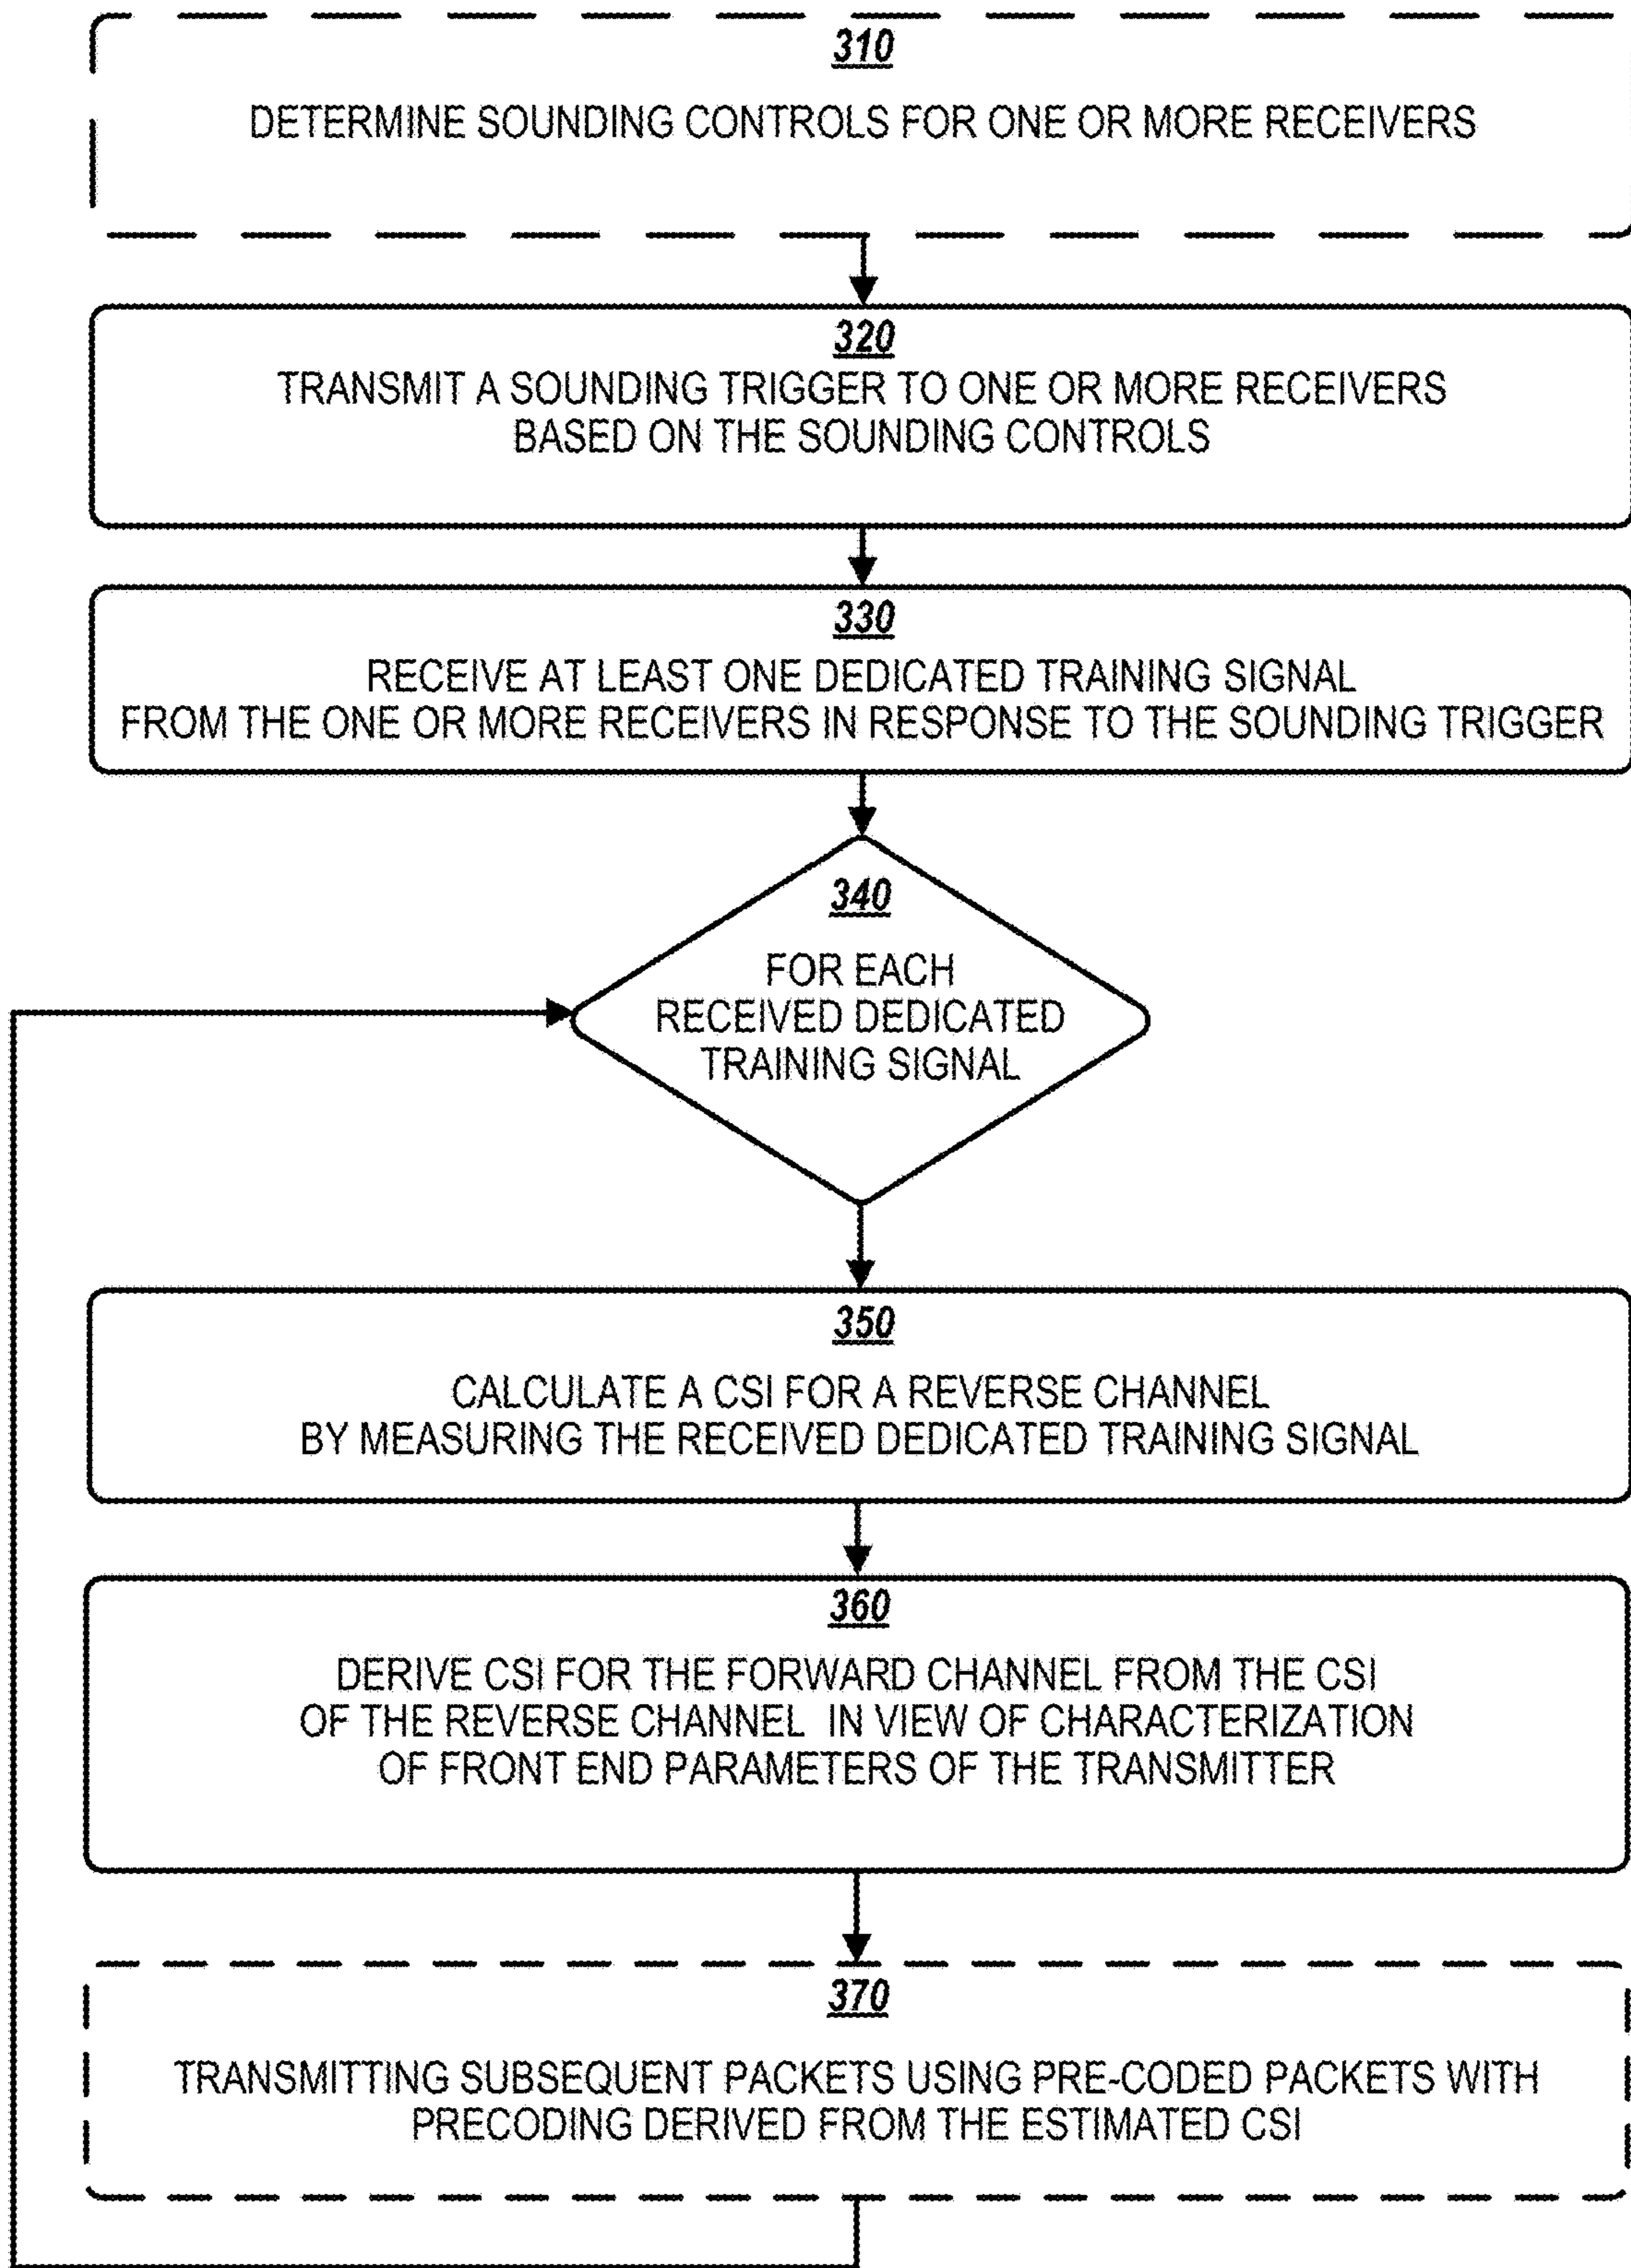 310
DETERMINE SOUNDING CONTROLS FOR ONE OR MORE RECEIVERS
320
TRANSMIT A SOUNDING TRIGGER TO ONE OR MORE RECEIVERS
BASED ON THE SOUNDING CONTROLS
330
RECEIVE AT LEAST ONE DEDICATED TRAINING SIGNAL
FROM THE ONE OR MORE RECEIVERS IN RESPONSE TO THE SOUNDING TRIGGER
340
FOR EACH
RECEIVED DEDICATED
TRAINING SIGNAL
350
CALCULATE A CSI FOR A REVERSE CHANNEL
BY MEASURING THE RECEIVED DEDICATED TRAINING SIGNAL
360
DERIVE CSI FOR THE FORWARD CHANNEL FROM THE CSI
OF THE REVERSE CHANNEL IN VIEW OF CHARACTERIZATION
OF FRONT END PARAMETERS OF THE TRANSMITTER
370
TRANSMITTING SUBSEQUENT PACKETS USING PRE-CODED PACKETS WITH
PRECODING DERIVED FROM THE ESTIMATED CSI